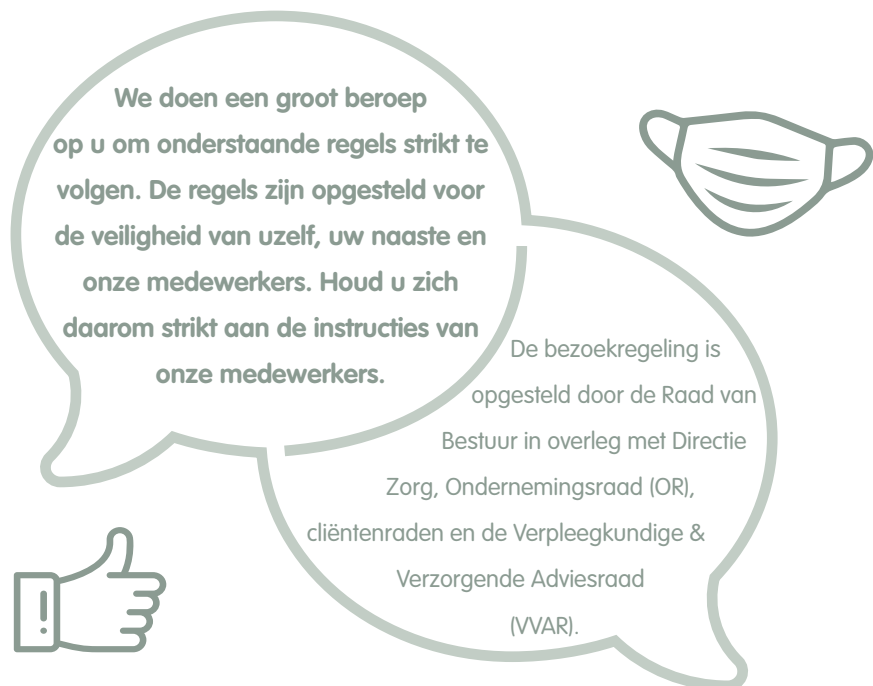 We doen een groot beroep
op u om onderstaande regels strikt te
volgen. De regels zijn opgesteld voor
de veiligheid van uzelf, uw naaste en
onze medewerkers. Houd u zich
daarom strikt aan de instructies van
onze medewerkers.
De bezoekregeling is
opgesteld door de Raad van
Bestuur in overleg met Directie
Zorg, Ondernemingsraad (OR),
cliëntenraden en de Verpleegkundige &
Verzorgende Adviesraad
(VVAR).